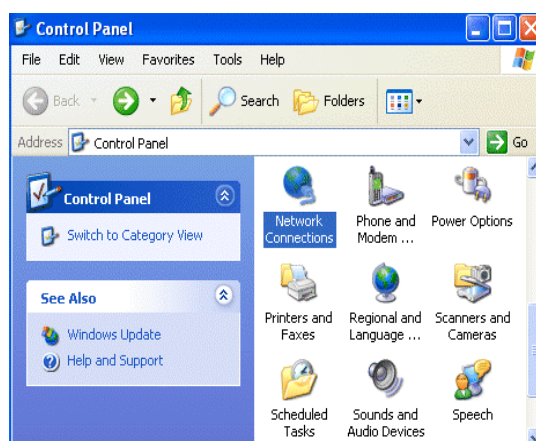 Control Panel
File Edit View Favorites Tools Help
Back Search Folders
Address Control Panel Go
Control Panel
Switch to Category View
See Also
Windows Update
Help and Support
Network
Connections
Phone and
Modem ...
Power Options
Printers and
Faxes
Regional and
Language ...
Scanners and
Cameras
Scheduled
Tasks
Sounds and
Audio Devices
Speech